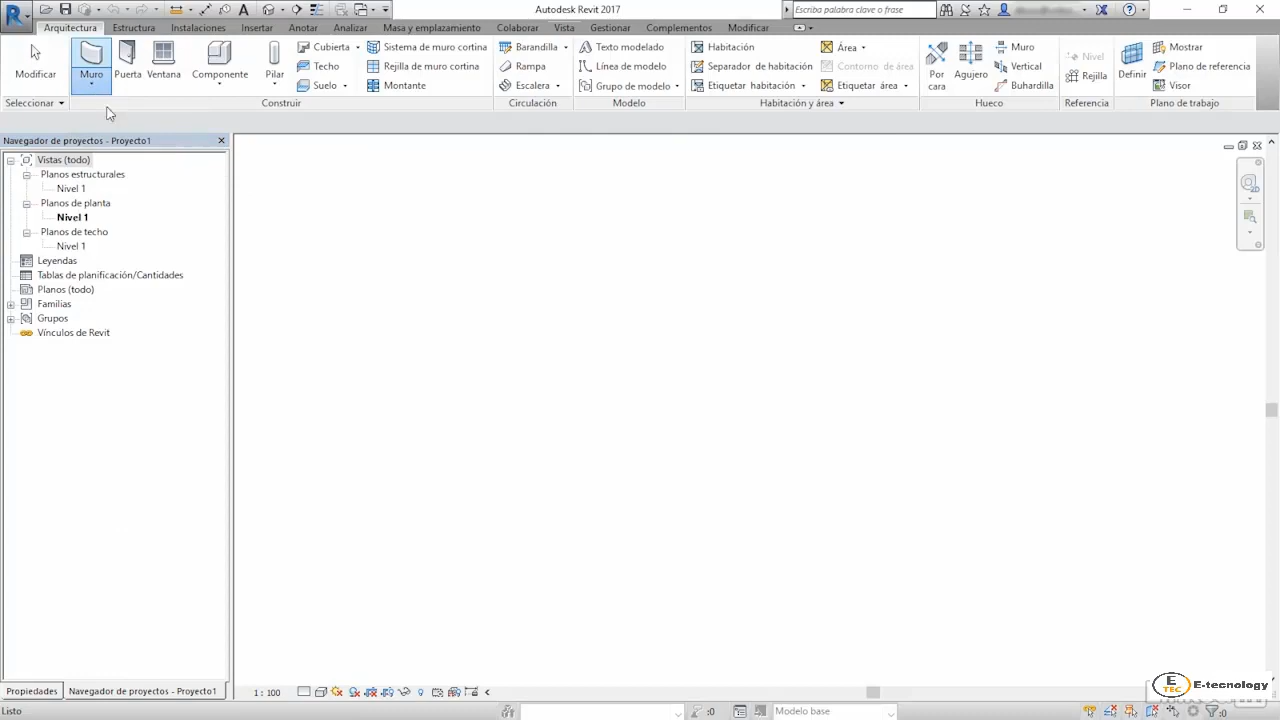 Autodesk Revit 2017
Escriba palabra clave o frase
Arquitectura Estructura Instalaciones Insertar Anotar Analizar Masa y emplazamiento Colaborar Vista Gestionar Complementos Modificar
Modificar
Muro
Puerta
Ventana
Componente
Pilar
Cubierta
Techo
Suelo
Sistema de muro cortina
Rejilla de muro cortina
Montante
Barandilla
Rampa
Escalera
Texto modelado
Línea de modelo
Grupo de modelo
Habitación
Separador de habitación
Etiquetar habitación
Área
Contorno de área
Etiquetar área
Por
cara
Agujero
Muro
Vertical
Buhardilla
Nivel
Rejilla
Definir
Mostrar
Plano de referencia
Visor
Seleccionar Construir Circulación Modelo Habitación y área Hueco Referencia Plano de trabajo
Navegador de proyectos - Proyecto1
Vistas (todo)
Planos estructurales
Nivel 1
Planos de planta
Nivel 1
Planos de techo
Nivel 1
Leyendas
Tablas de planificación/Cantidades
Planos (todo)
Familias
Grupos
Vínculos de Revit
Propiedades Navegador de proyectos - Proyecto1
1 : 100
Listo
:0
Modelo base
:0
E
TEC
E-tecnology